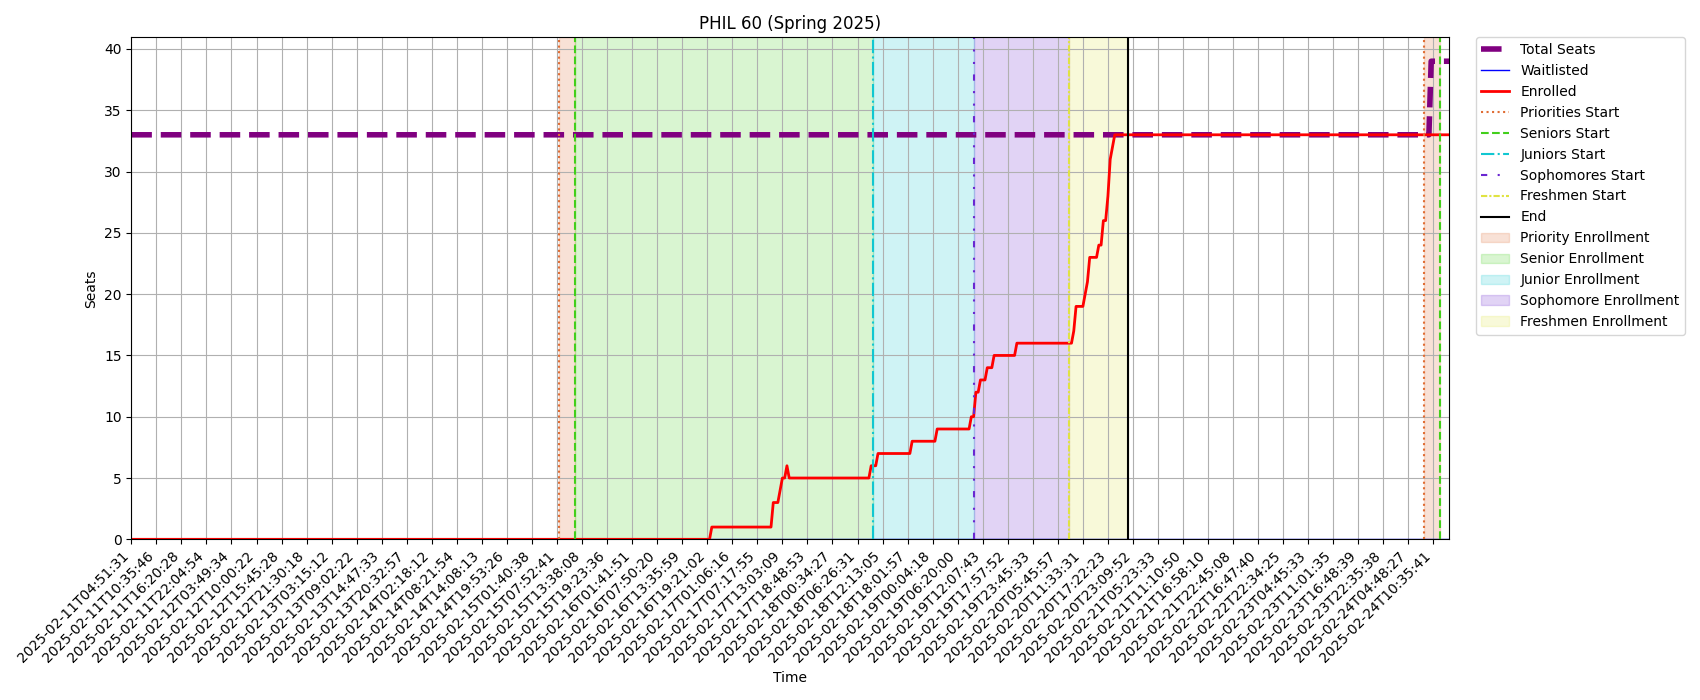 PHIL 60 (Spring 2025)
40
35
30
25
20
15
10
5
0
Seats
2025-02-11T04:51:31
2025-02-11T10:35:46
2025-02-11T16:20:28
2025-02-11T22:04:54
2025-02-12T03:49:34
2025-02-12T10:00:22
2025-02-12T15:45:28
2025-02-12T21:30:18
2025-02-13T03:15:12
2025-02-13T09:02:22
2025-02-13T14:47:33
2025-02-13T20:32:57
2025-02-14T02:18:12
2025-02-14T08:21:54
2025-02-14T14:08:13
2025-02-14T19:53:26
2025-02-15T01:40:38
2025-02-15T07:52:41
2025-02-15T13:38:08
2025-02-15T19:23:36
2025-02-16T01:41:51
2025-02-16T07:50:20
2025-02-16T13:35:59
2025-02-16T19:21:02
2025-02-17T01:06:16
2025-02-17T07:17:55
2025-02-17T13:03:09
2025-02-17T18:48:53
2025-02-18T00:34:27
2025-02-18T06:26:31
2025-02-18T12:13:05
2025-02-18T18:01:57
2025-02-19T00:04:18
2025-02-19T06:20:00
2025-02-19T12:07:43
2025-02-19T17:57:52
2025-02-19T23:45:33
2025-02-20T05:45:57
2025-02-20T11:33:31
2025-02-20T17:22:23
2025-02-20T23:09:52
2025-02-21T05:23:33
2025-02-21T11:10:50
2025-02-21T16:58:10
2025-02-21T22:45:08
2025-02-22T16:47:40
2025-02-22T22:34:25
2025-02-23T04:45:33
2025-02-23T11:01:35
2025-02-23T16:48:39
2025-02-23T22:35:38
2025-02-24T04:48:27
2025-02-24T10:35:41
Time
Total Seats
Waitlisted
Enrolled
Priorities Start
Seniors Start
Juniors Start
Sophomores Start
Freshmen Start
End
Priority Enrollment
Senior Enrollment
Junior Enrollment
Sophomore Enrollment
Freshmen Enrollment